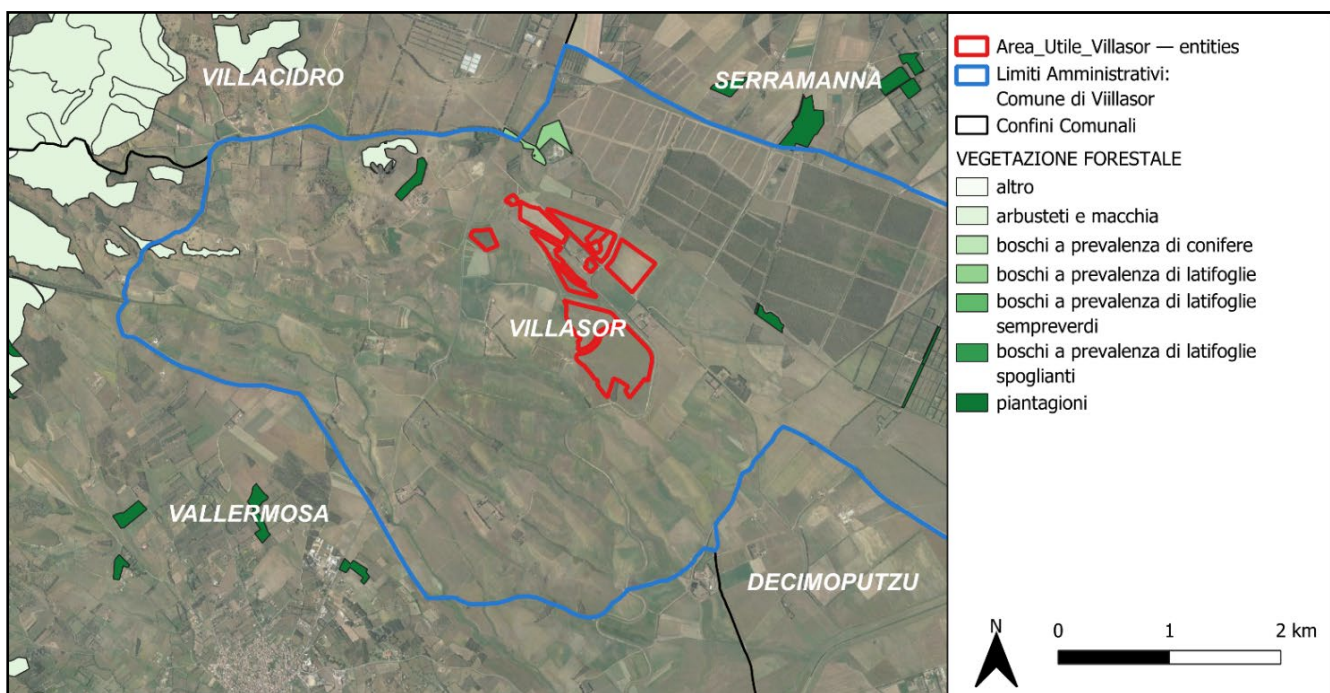 VILLACIDRO
SERRAMANNA
VILLASOR
VALLERMOSA
DECIMOPUTZU
Area_Utile_Villasor — entities
Limiti Amministrativi:
Comune di Viillasor
Confini Comunali
VEGETAZIONE FORESTALE
altro
arbusteti e macchia
boschi a prevalenza di conifere
boschi a prevalenza di latifoglie
boschi a prevalenza di latifoglie
sempreverdi
boschi a prevalenza di latifoglie
spoglianti
piantagioni
N
0 1 2 km